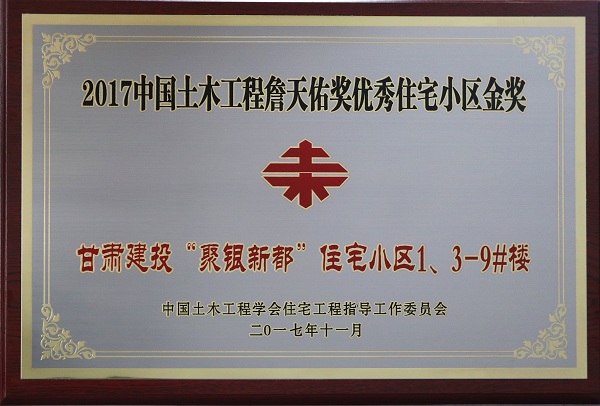 2017中国土木工程詹天佑奖优秀住宅小区金奖
甘肃建投“聚银新都”住宅小区1、3-9#楼
中国土木工程学会住宅工程指导工作委员会
二〇一七年十一月